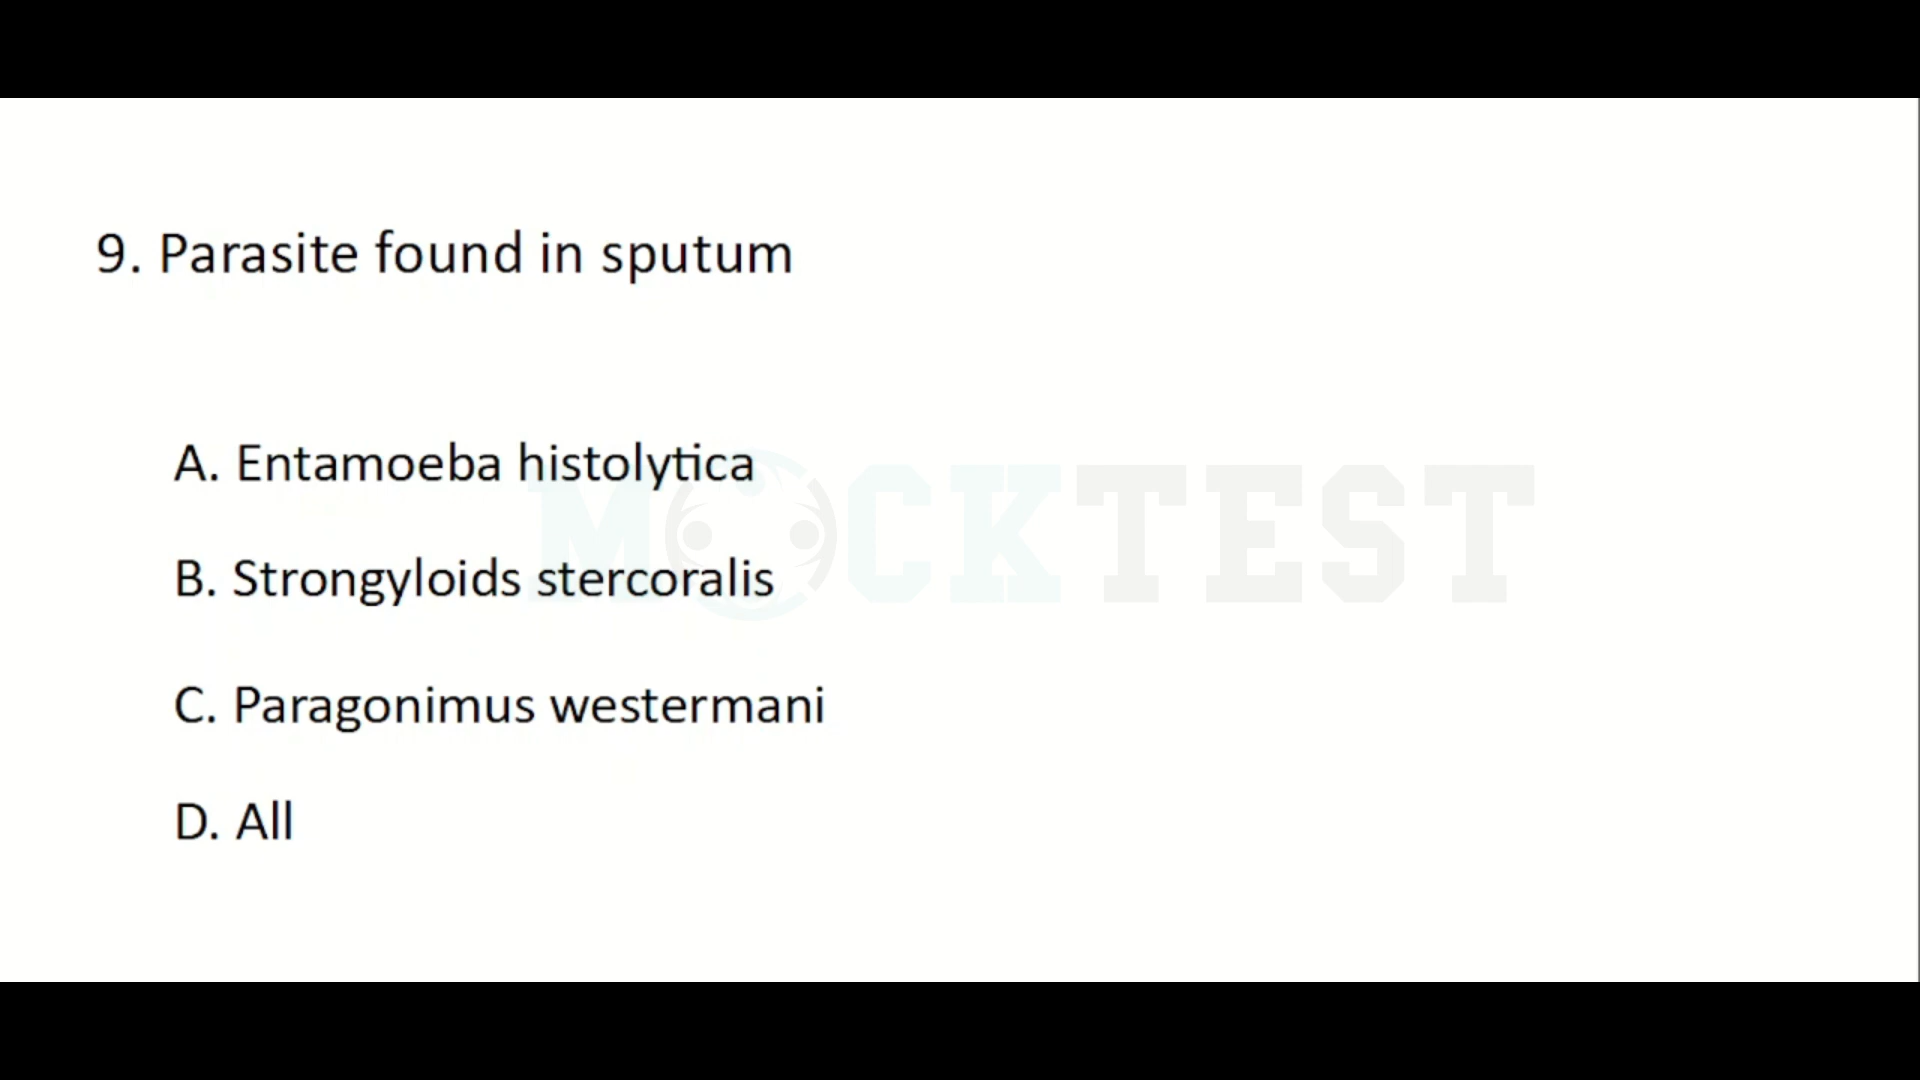 9. Parasite found in sputum
A. Entamoeba histolytica
B. Strongyloids stercoralis
C. Paragonimus westermani
D. All
MOCKTEST